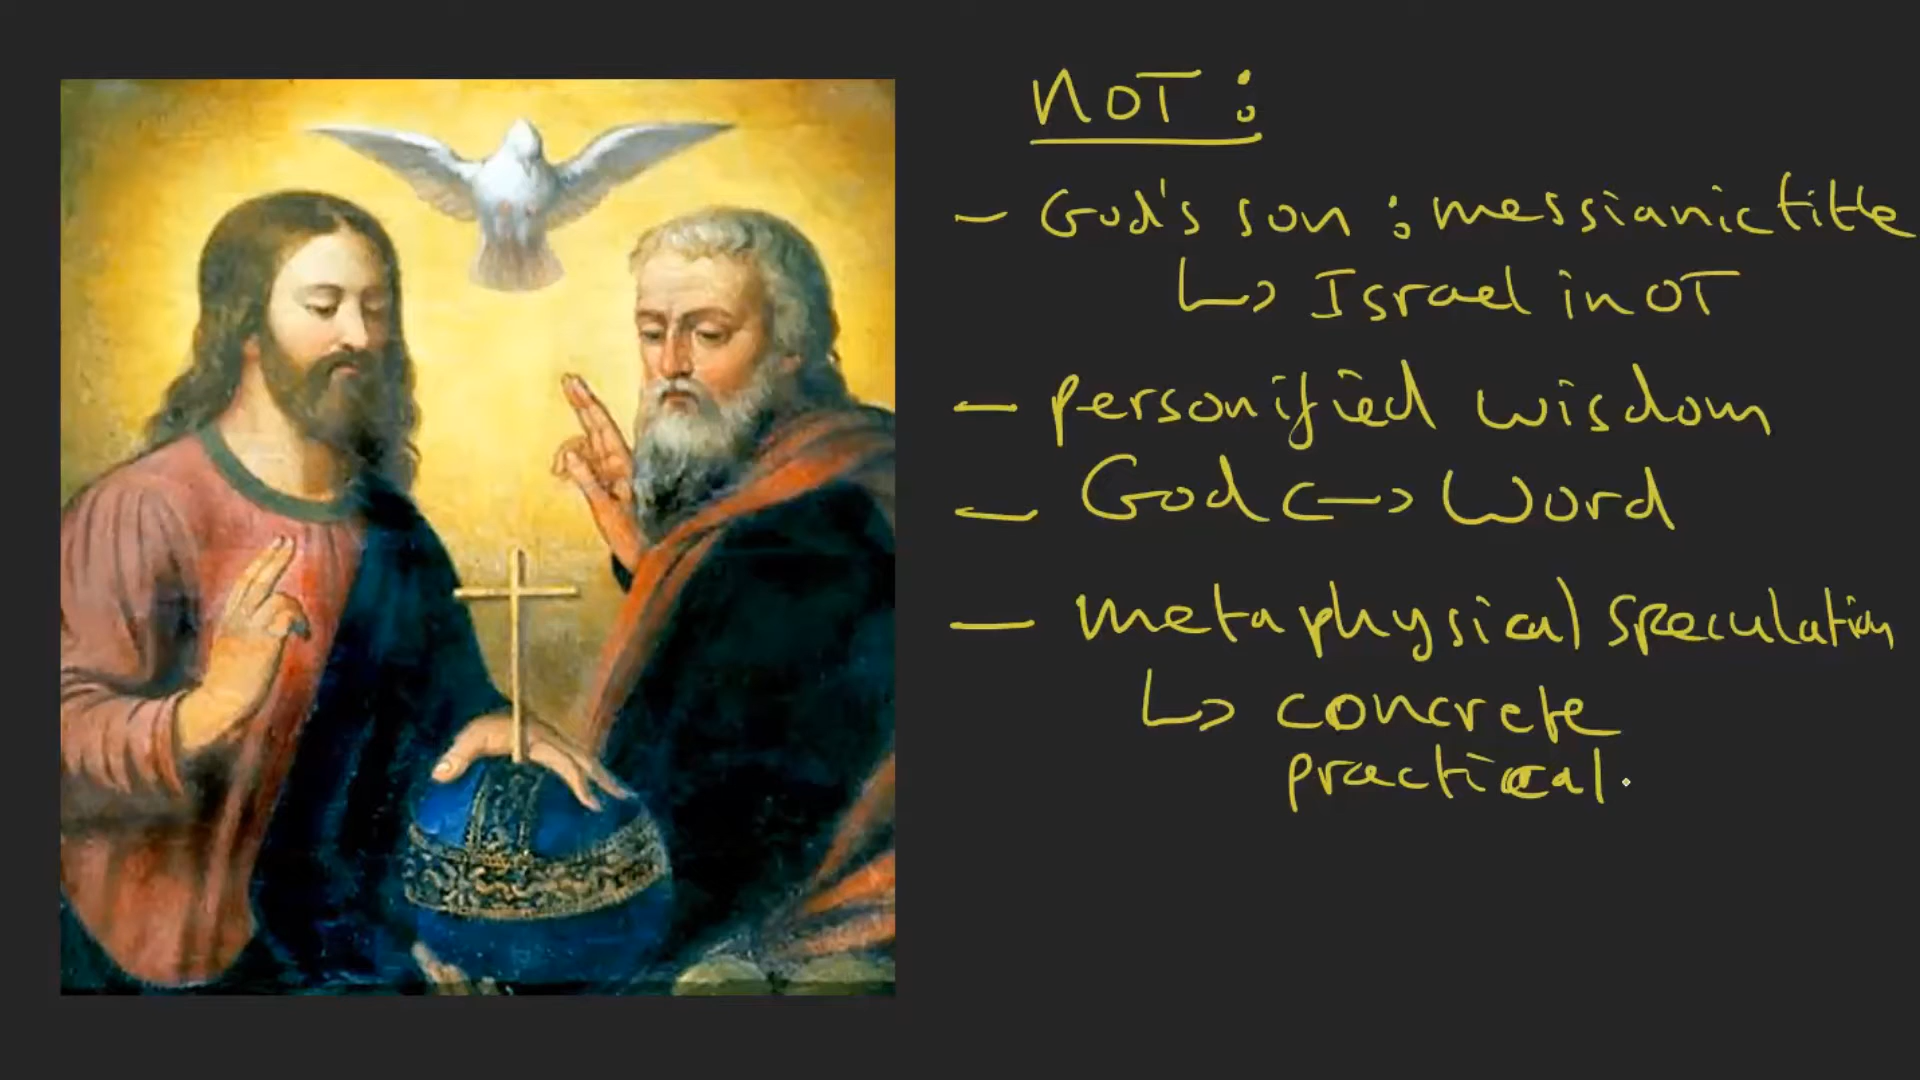 NOT:
- God's son : messianic title
↳ Israel in OT
- personified wisdom
- God ↔ Word
- metaphysical speculation
↳ concrete
practical.